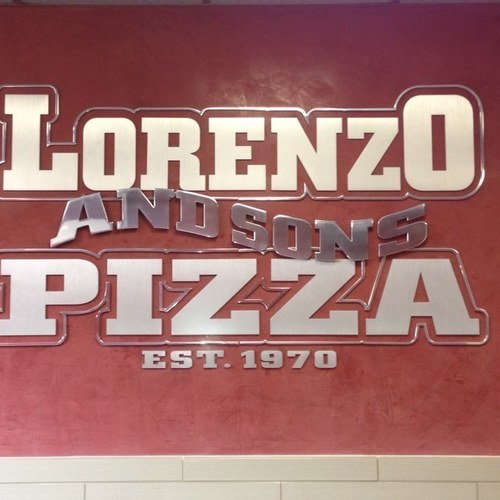 LORENZO
AND SONS
PIZZA
EST. 1970